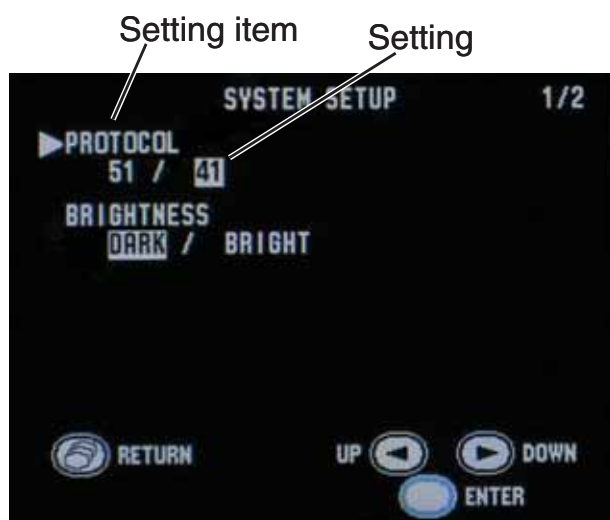 Setting item
Setting
SYSTEM SETUP 1/2
PROTOCOL
51 / 41
BRIGHTNESS
DARK / BRIGHT
RETURN
UP
DOWN
ENTER